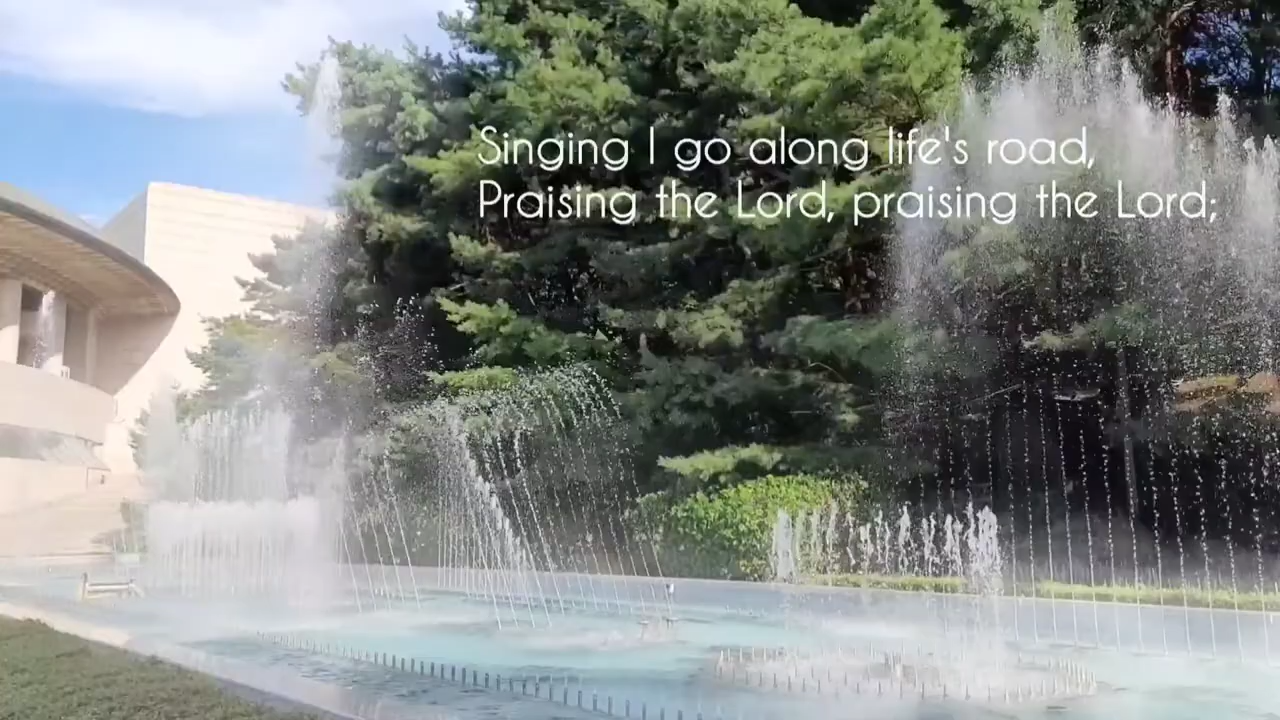 Singing I go along life's road,
Praising the Lord, praising the Lord;